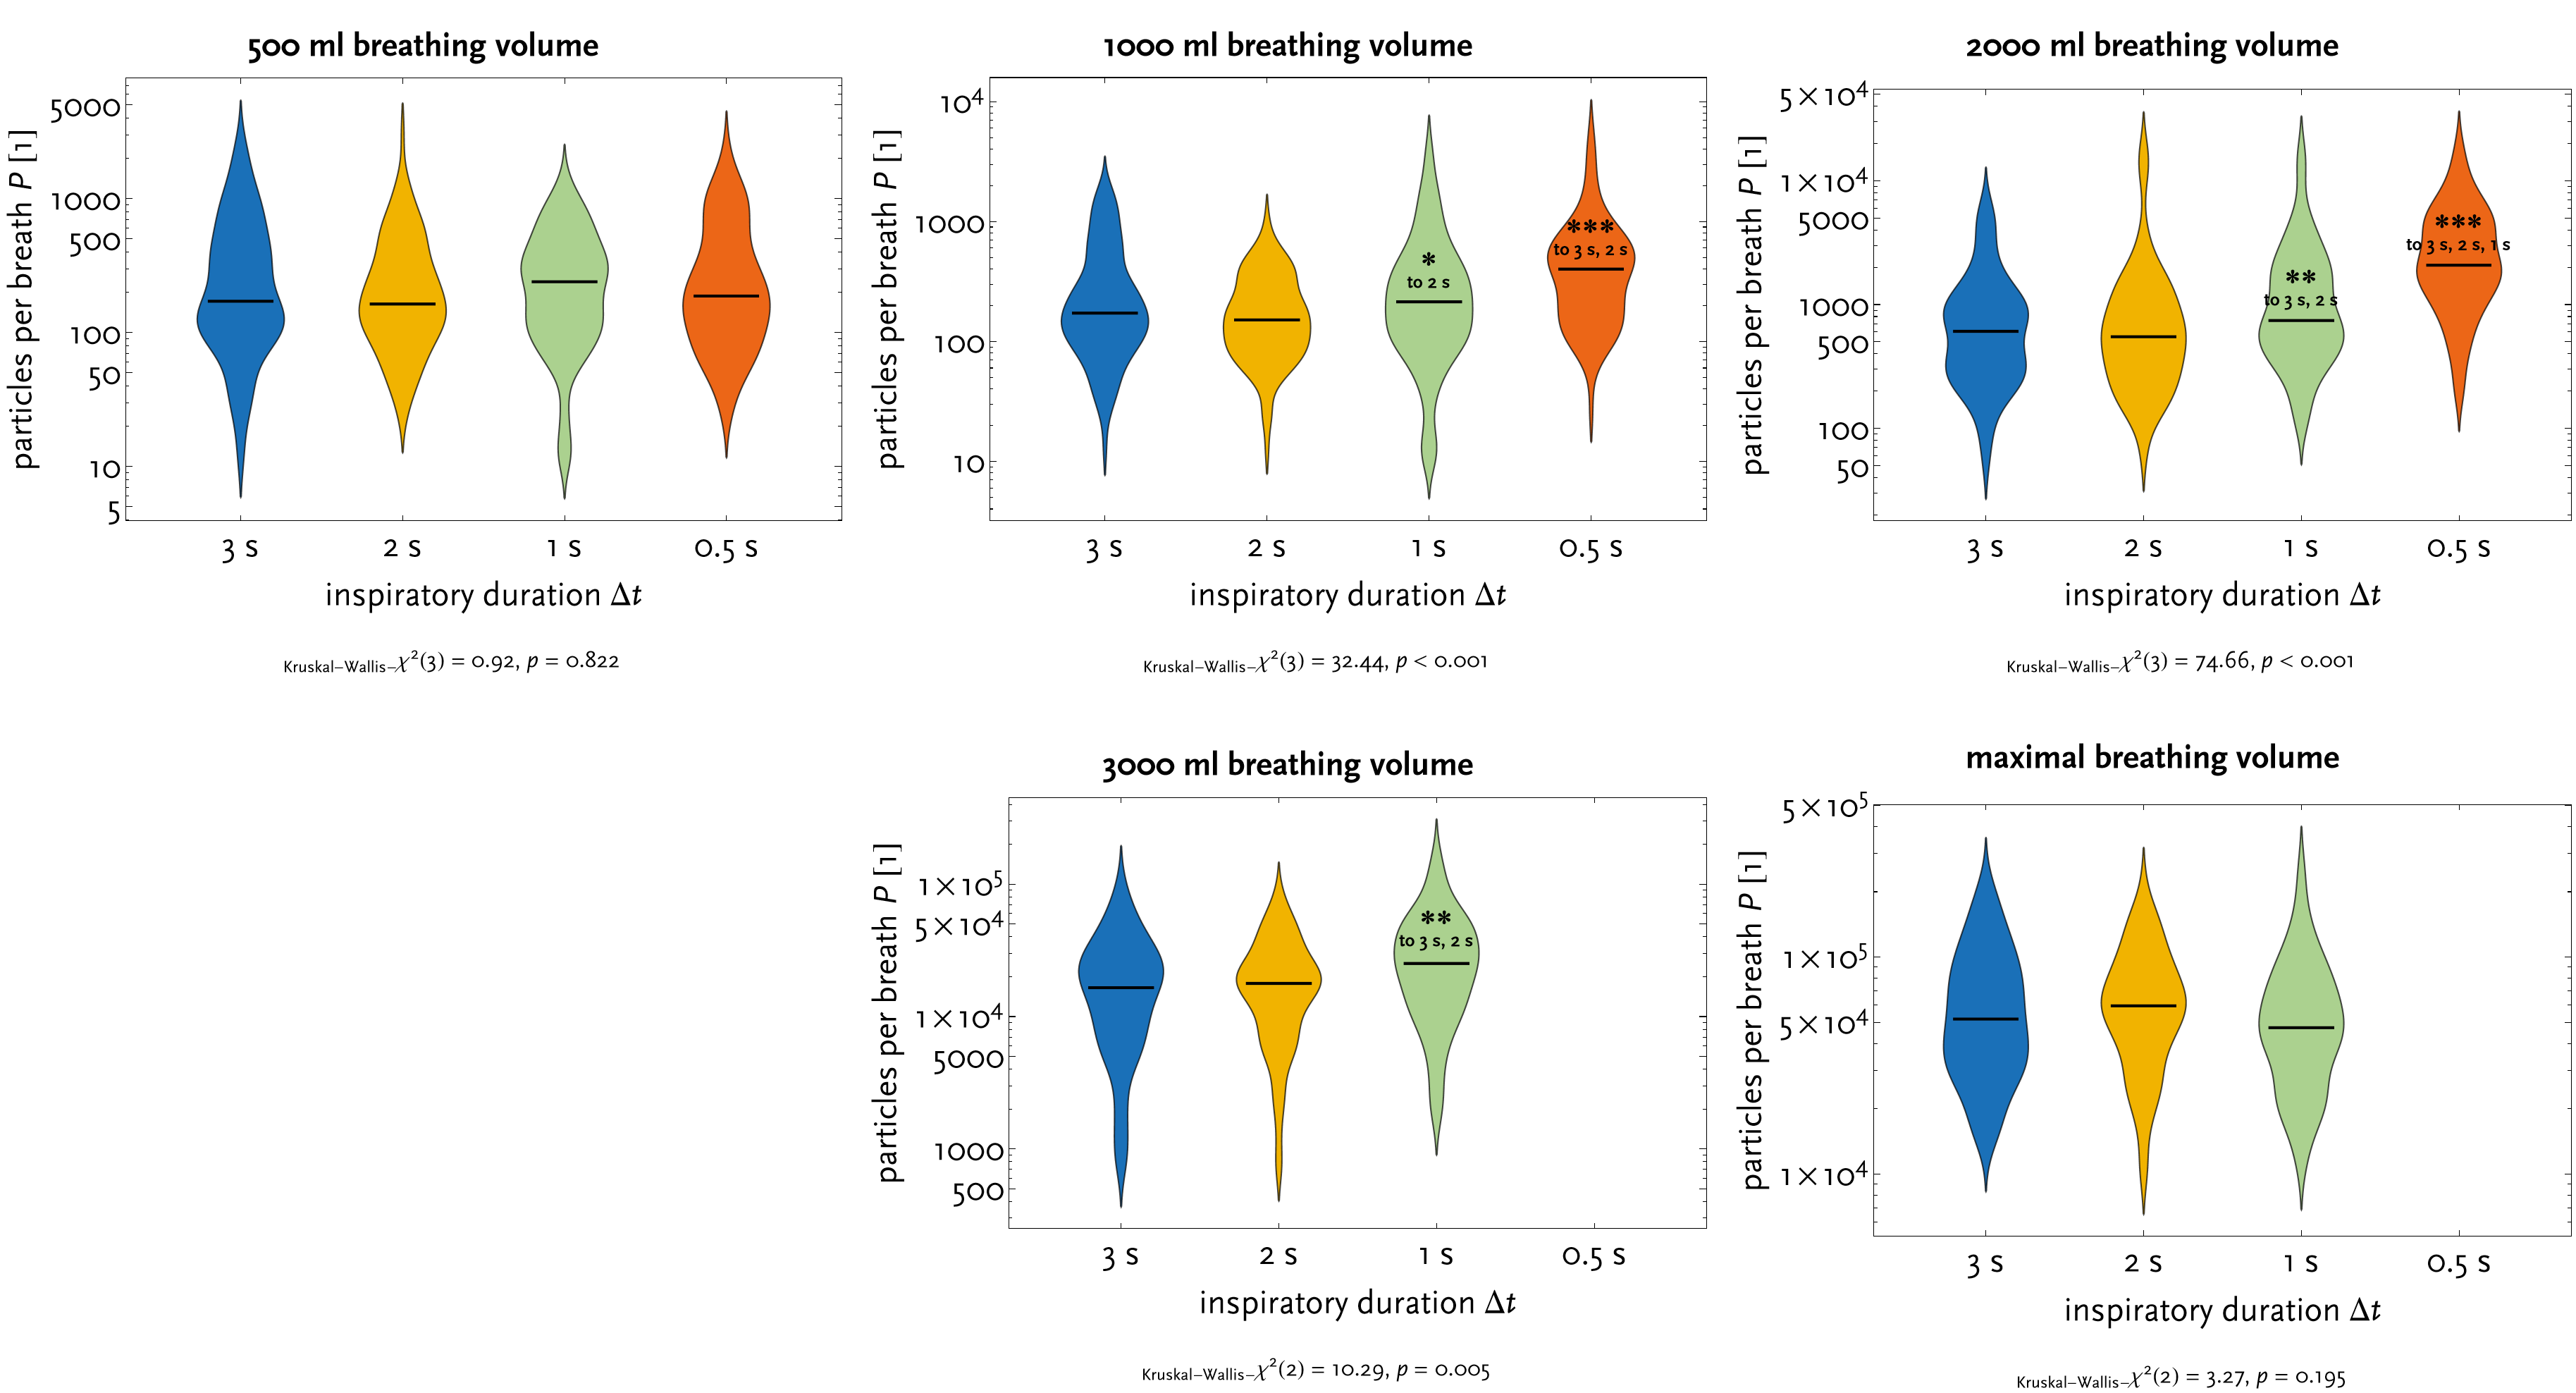 500 ml breathing volume
particles per breath P [1]
5000
1000
500
100
50
10
5
3 s 2 s 1 s 0.5 s
inspiratory duration Δt
Kruskal–Wallis–χ²(3) = 0.92, p = 0.822
1000 ml breathing volume
particles per breath P [1]
10⁴
1000
100
10
*
to 2 s
***
to 3 s, 2 s
3 s 2 s 1 s 0.5 s
inspiratory duration Δt
Kruskal–Wallis–χ²(3) = 32.44, p < 0.001
2000 ml breathing volume
particles per breath P [1]
5×10⁴
1×10⁴
5000
1000
500
100
50
**
to 3 s, 2 s
***
to 3 s, 2 s, 1 s
3 s 2 s 1 s 0.5 s
inspiratory duration Δt
Kruskal–Wallis–χ²(3) = 74.66, p < 0.001
3000 ml breathing volume
particles per breath P [1]
1×10⁵
5×10⁴
1×10⁴
5000
1000
500
**
to 3 s, 2 s
3 s 2 s 1 s 0.5 s
inspiratory duration Δt
Kruskal–Wallis–χ²(2) = 10.29, p = 0.005
maximal breathing volume
particles per breath P [1]
5×10⁵
1×10⁵
5×10⁴
1×10⁴
3 s 2 s 1 s 0.5 s
inspiratory duration Δt
Kruskal–Wallis–χ²(2) = 3.27, p = 0.195